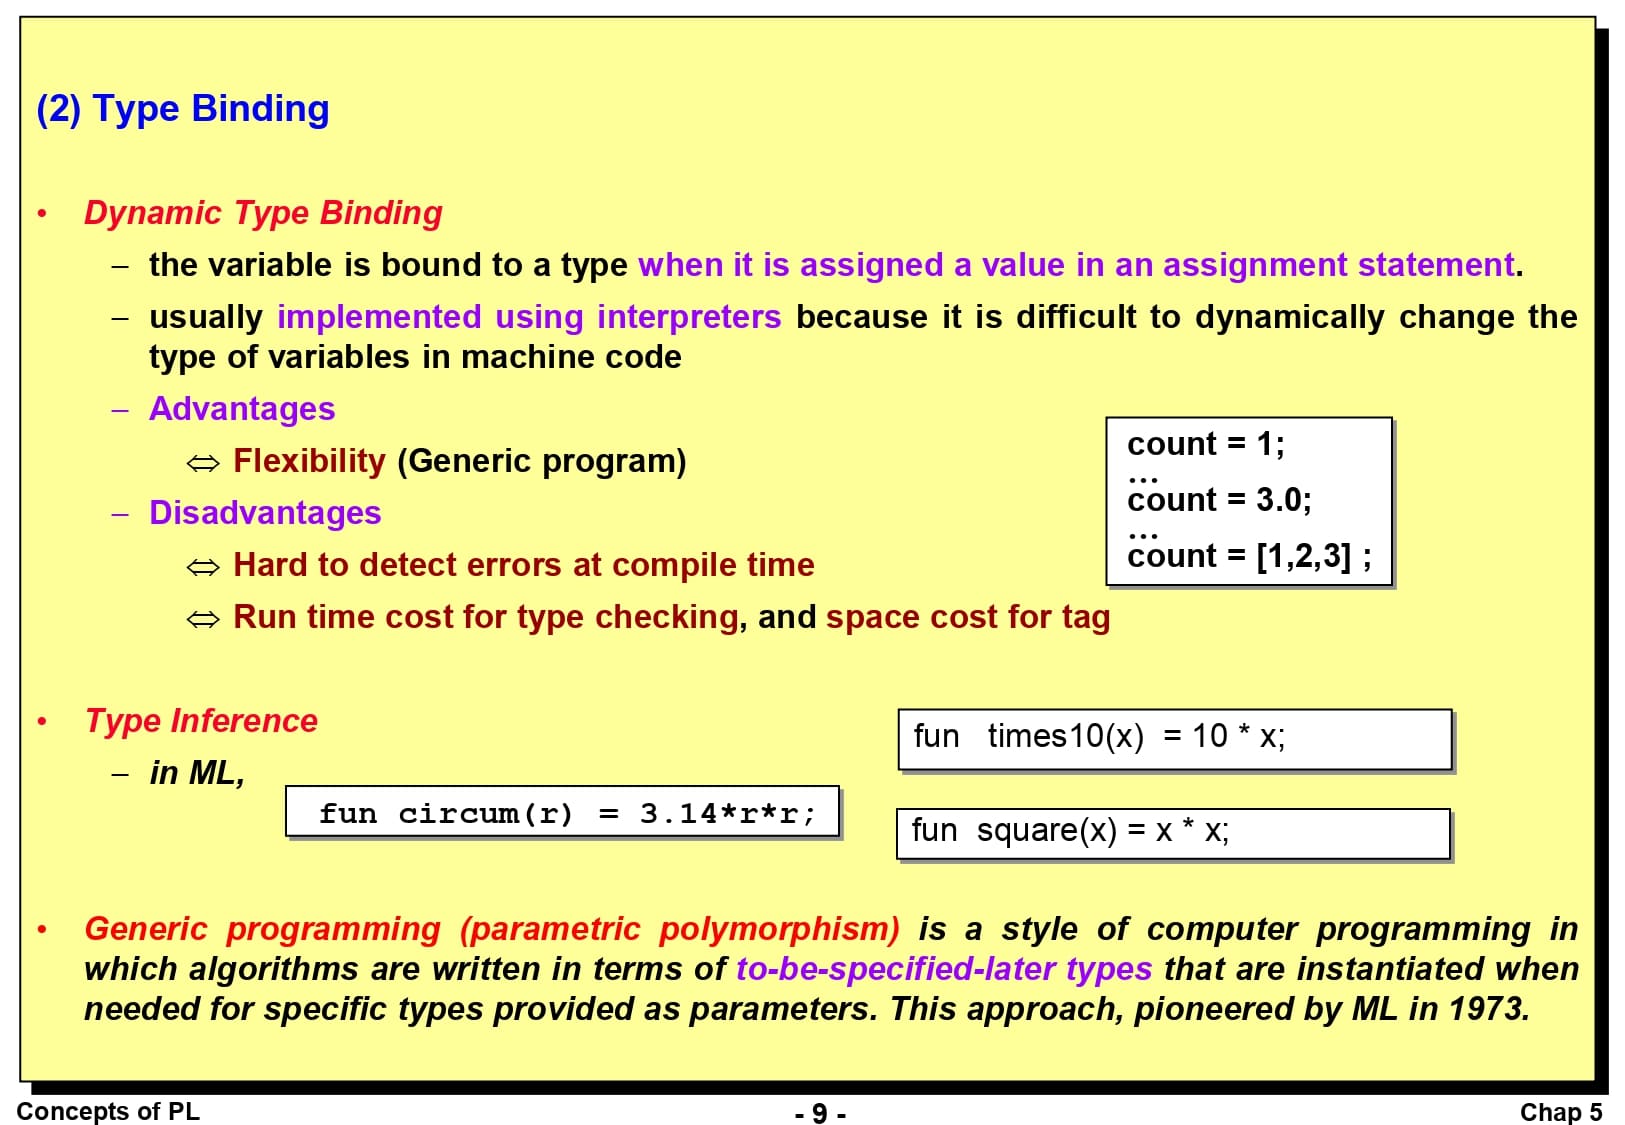 (2) Type Binding
• Dynamic Type Binding
– the variable is bound to a type when it is assigned a value in an assignment statement.
– usually implemented using interpreters because it is difficult to dynamically change the
type of variables in machine code
– Advantages
⇔ Flexibility (Generic program)
– Disadvantages
⇔ Hard to detect errors at compile time
⇔ Run time cost for type checking, and space cost for tag
count = 1;
…
count = 3.0;
…
count = [1,2,3] ;
• Type Inference
– in ML,
fun circum(r) = 3.14*r*r;
fun times10(x) = 10 * x;
fun square(x) = x * x;
• Generic programming (parametric polymorphism) is a style of computer programming in
which algorithms are written in terms of to-be-specified-later types that are instantiated when
needed for specific types provided as parameters. This approach, pioneered by ML in 1973.
Concepts of PL
- 9 -
Chap 5